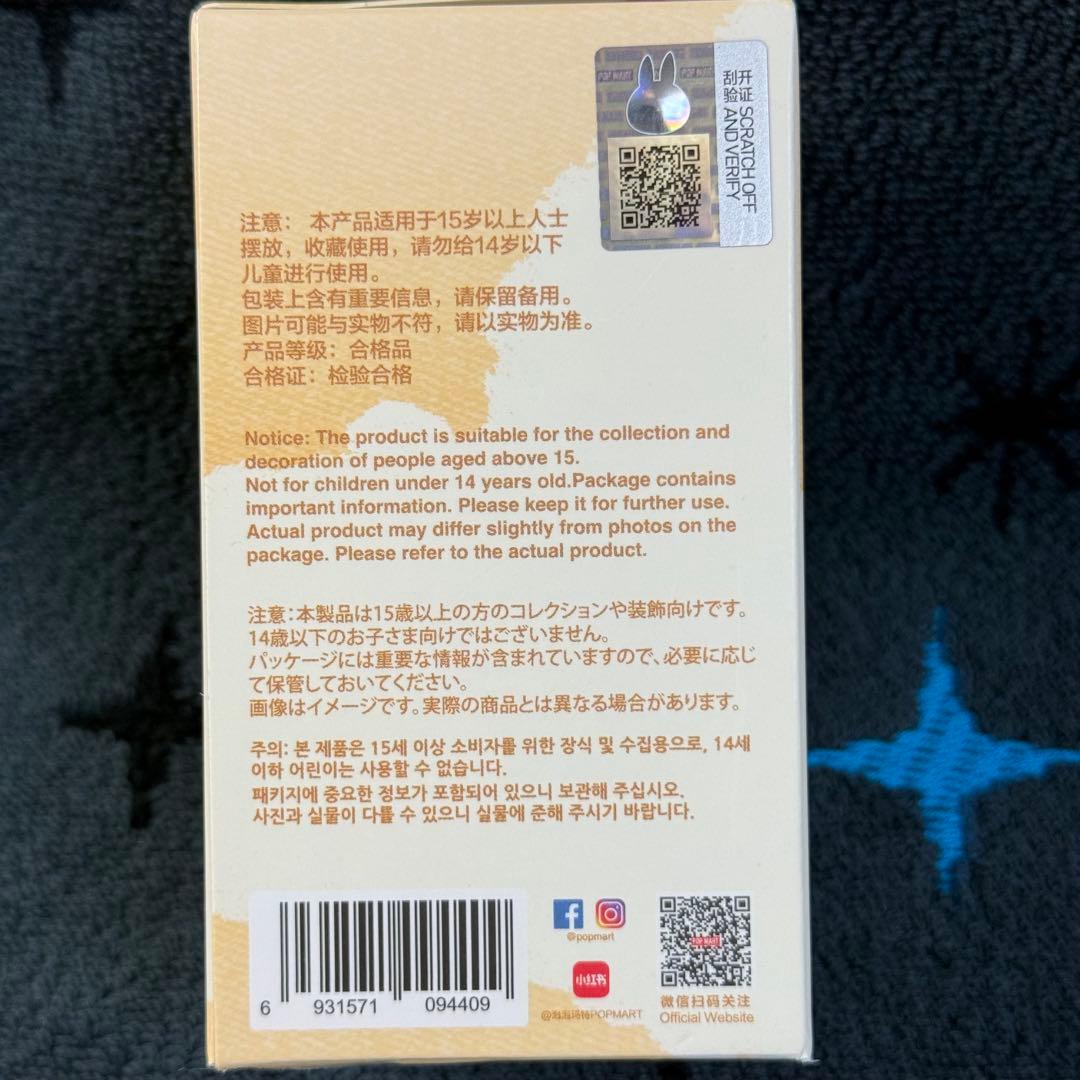 POP MART
POP MART
开 SCRATCH OFF
刮
证 AND VERIFY
验
注意： 本产品适用于15岁以上人士
摆放，收藏使用，请勿给14岁以下
儿童进行使用。
包装上含有重要信息，请保留备用。
图片可能与实物不符，请以实物为准。
产品等级：合格品
合格证：检验合格
Notice: The product is suitable for the collection and
decoration of people aged above 15.
Not for children under 14 years old.Package contains
important information. Please keep it for further use.
Actual product may differ slightly from photos on the
package. Please refer to the actual product.
注意：本製品は15歳以上の方のコレクションや装飾向けです。
14歳以下のお子さま向けではございません。
パッケージには重要な情報が含まれていますので、必要に応じ
て保管しておいてください。
画像はイメージです。実際の商品とは異なる場合があります。
주의: 본 제품은 15세 이상 소비자를 위한 장식 및 수집용으로, 14세
이하 어린이는 사용할 수 없습니다.
패키지에 중요한 정보가 포함되어 있으니 보관해 주십시오.
사진과 실물이 다를 수 있으니 실물에 준해 주시기 바랍니다.
@popmart
小红书
@泡泡玛特POPMART
POP MART
微信扫码关注
Official Website
6 931571 094409